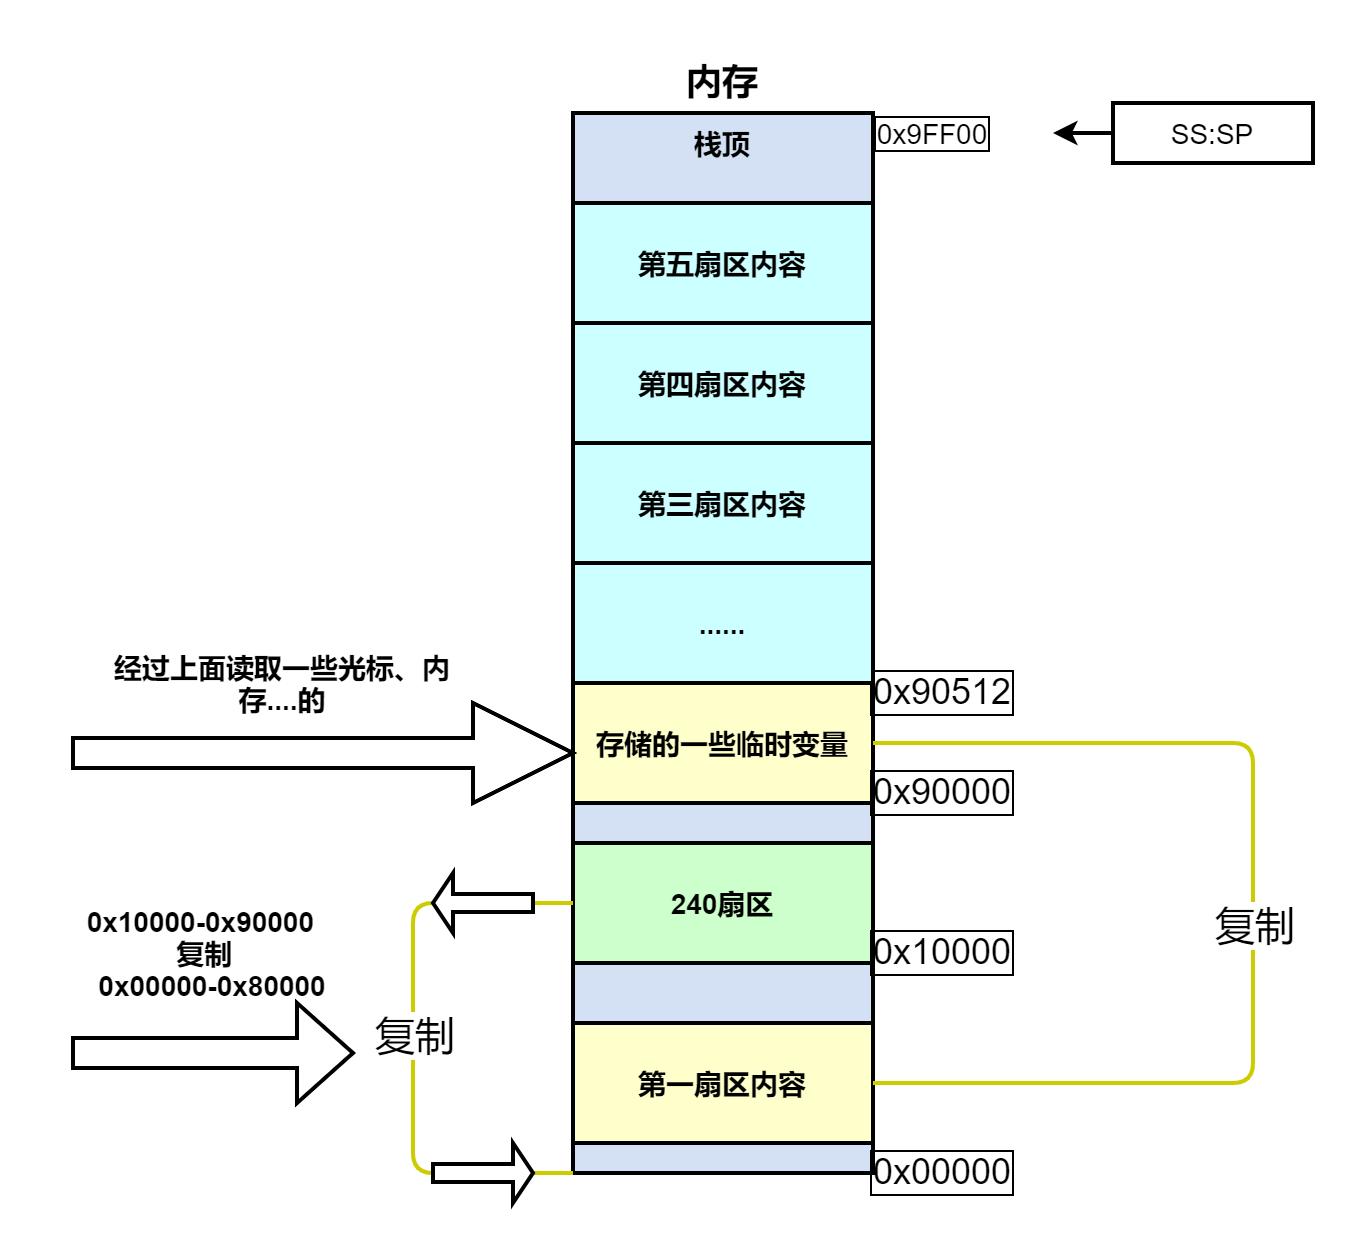 内存
栈顶
0x9FF00
SS:SP
第五扇区内容
第四扇区内容
第三扇区内容
......
经过上面读取一些光标、内
存....的
0x90512
存储的一些临时变量
0x90000
240扇区
0x10000-0x90000
复制
0x00000-0x80000
复制
0x10000
复制
第一扇区内容
0x00000